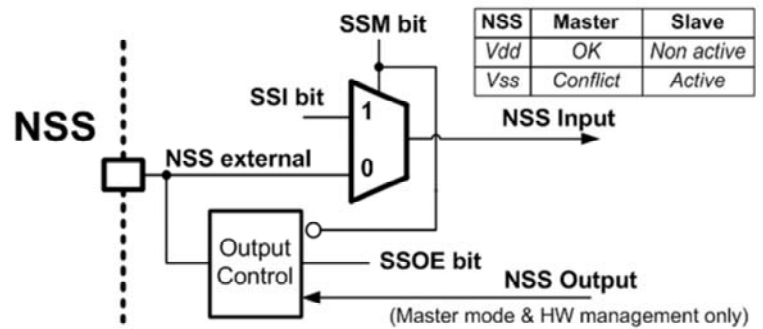 SSM bit
NSS Master Slave
Vdd OK Non active
Vss Conflict Active
SSI bit
1
NSS Input
NSS
NSS external
0
Output
Control
SSOE bit
NSS Output
(Master mode & HW management only)